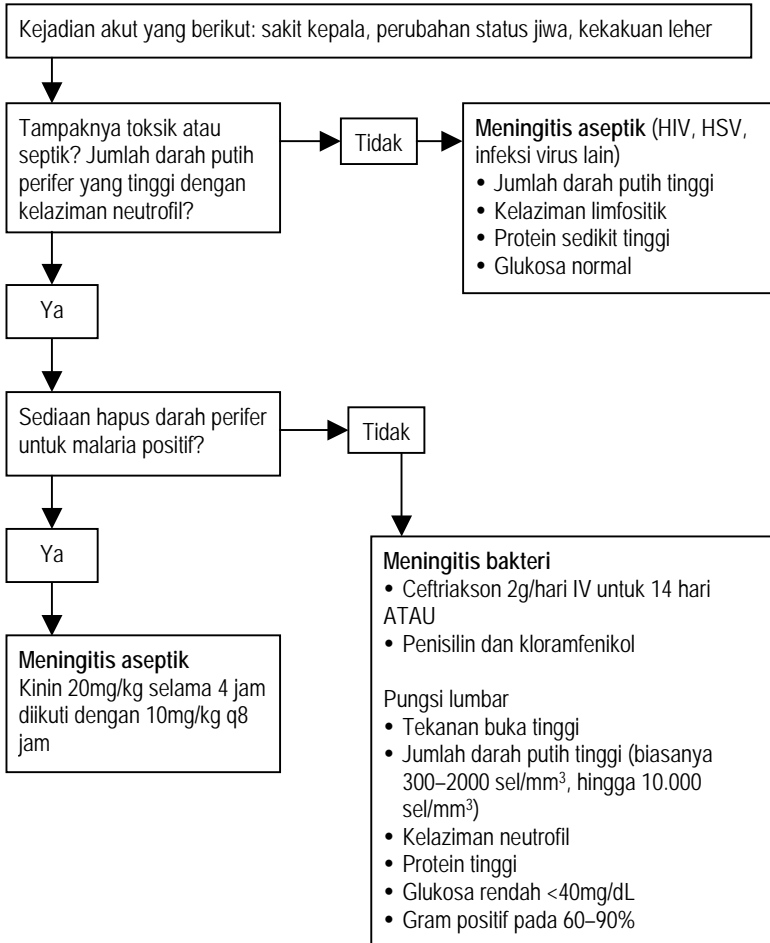 Kejadian akut yang berikut: sakit kepala, perubahan status jiwa, kekakuan leher
Tampaknya toksik atau
septik? Jumlah darah putih
perifer yang tinggi dengan
kelaziman neutrofil?
Tidak
Meningitis aseptik (HIV, HSV,
infeksi virus lain)
• Jumlah darah putih tinggi
• Kelaziman limfositik
• Protein sedikit tinggi
• Glukosa normal
Ya
Sediaan hapus darah perifer
untuk malaria positif?
Tidak
Ya
Meningitis aseptik
Kinin 20mg/kg selama 4 jam
diikuti dengan 10mg/kg q8
jam
Meningitis bakteri
• Ceftriakson 2g/hari IV untuk 14 hari
ATAU
• Penisilin dan kloramfenikol
Pungsi lumbar
• Tekanan buka tinggi
• Jumlah darah putih tinggi (biasanya
300–2000 sel/mm³, hingga 10.000
sel/mm³)
• Kelaziman neutrofil
• Protein tinggi
• Glukosa rendah <40mg/dL
• Gram positif pada 60–90%